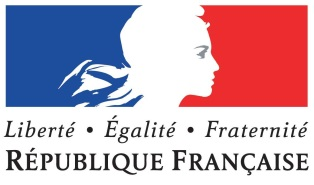 Liberté • Égalité • Fraternité
RÉPUBLIQUE FRANÇAISE